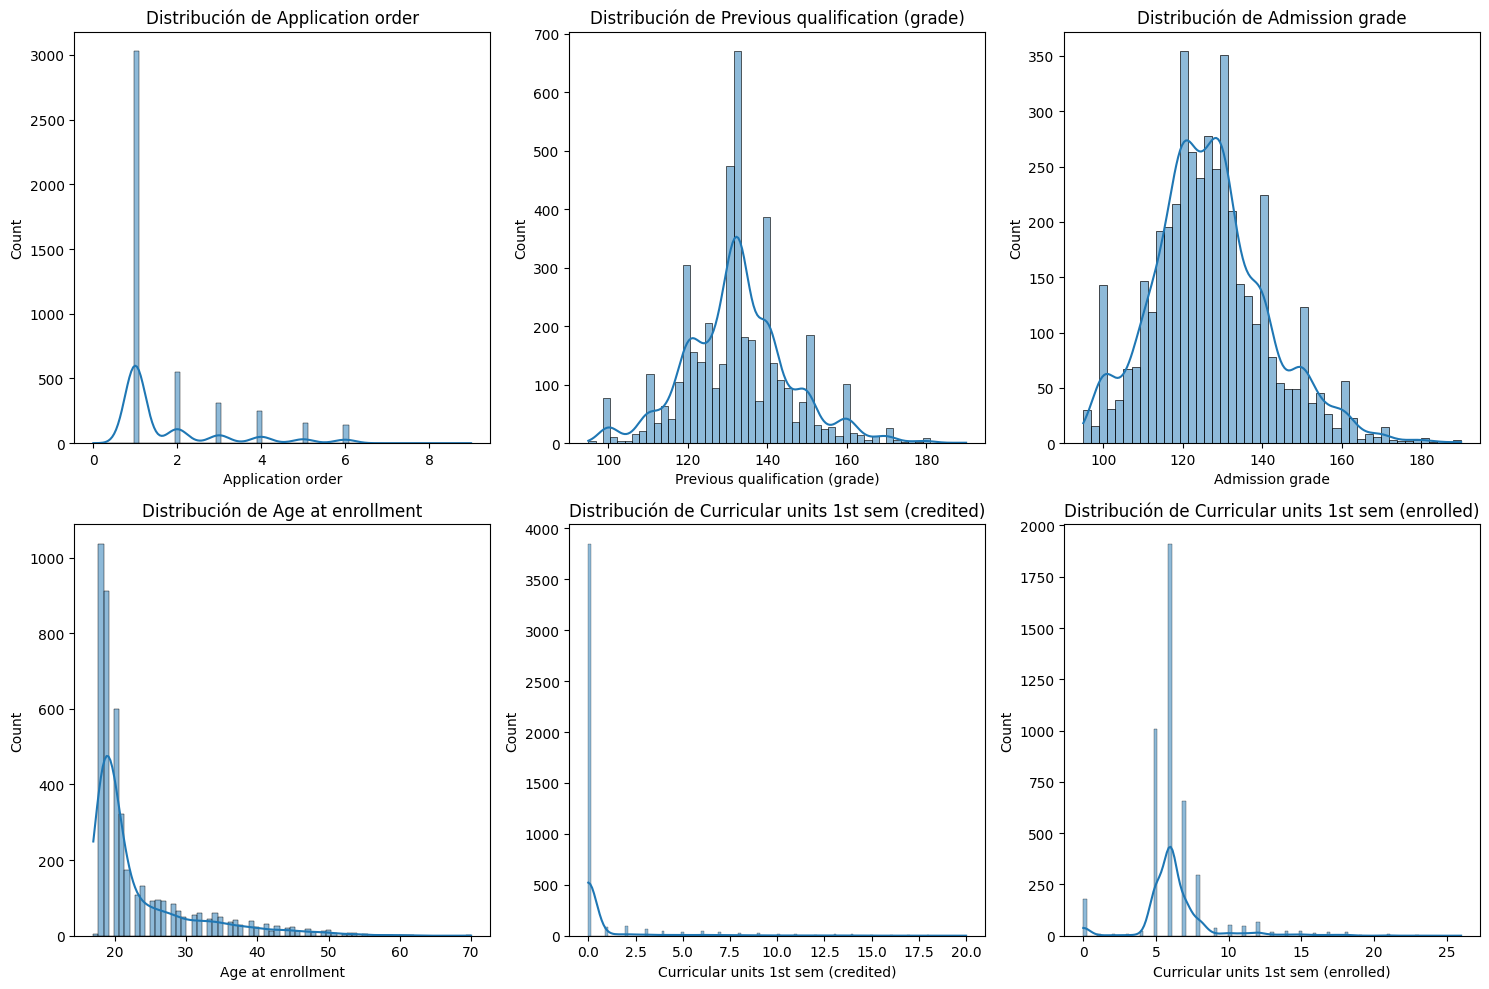 Distribución de Application order
3000
2500
2000
1500
1000
500
0
Count
0 2 4 6 8
Application order
Distribución de Previous qualification (grade)
700
600
500
400
300
200
100
0
Count
100 120 140 160 180
Previous qualification (grade)
Distribución de Admission grade
350
300
250
200
150
100
50
0
Count
100 120 140 160 180
Admission grade
Distribución de Age at enrollment
1000
800
600
400
200
0
Count
20 30 40 50 60 70
Age at enrollment
Distribución de Curricular units 1st sem (credited)
4000
3500
3000
2500
2000
1500
1000
500
0
Count
0.0 2.5 5.0 7.5 10.0 12.5 15.0 17.5 20.0
Curricular units 1st sem (credited)
Distribución de Curricular units 1st sem (enrolled)
2000
1750
1500
1250
1000
750
500
250
0
Count
0 5 10 15 20 25
Curricular units 1st sem (enrolled)